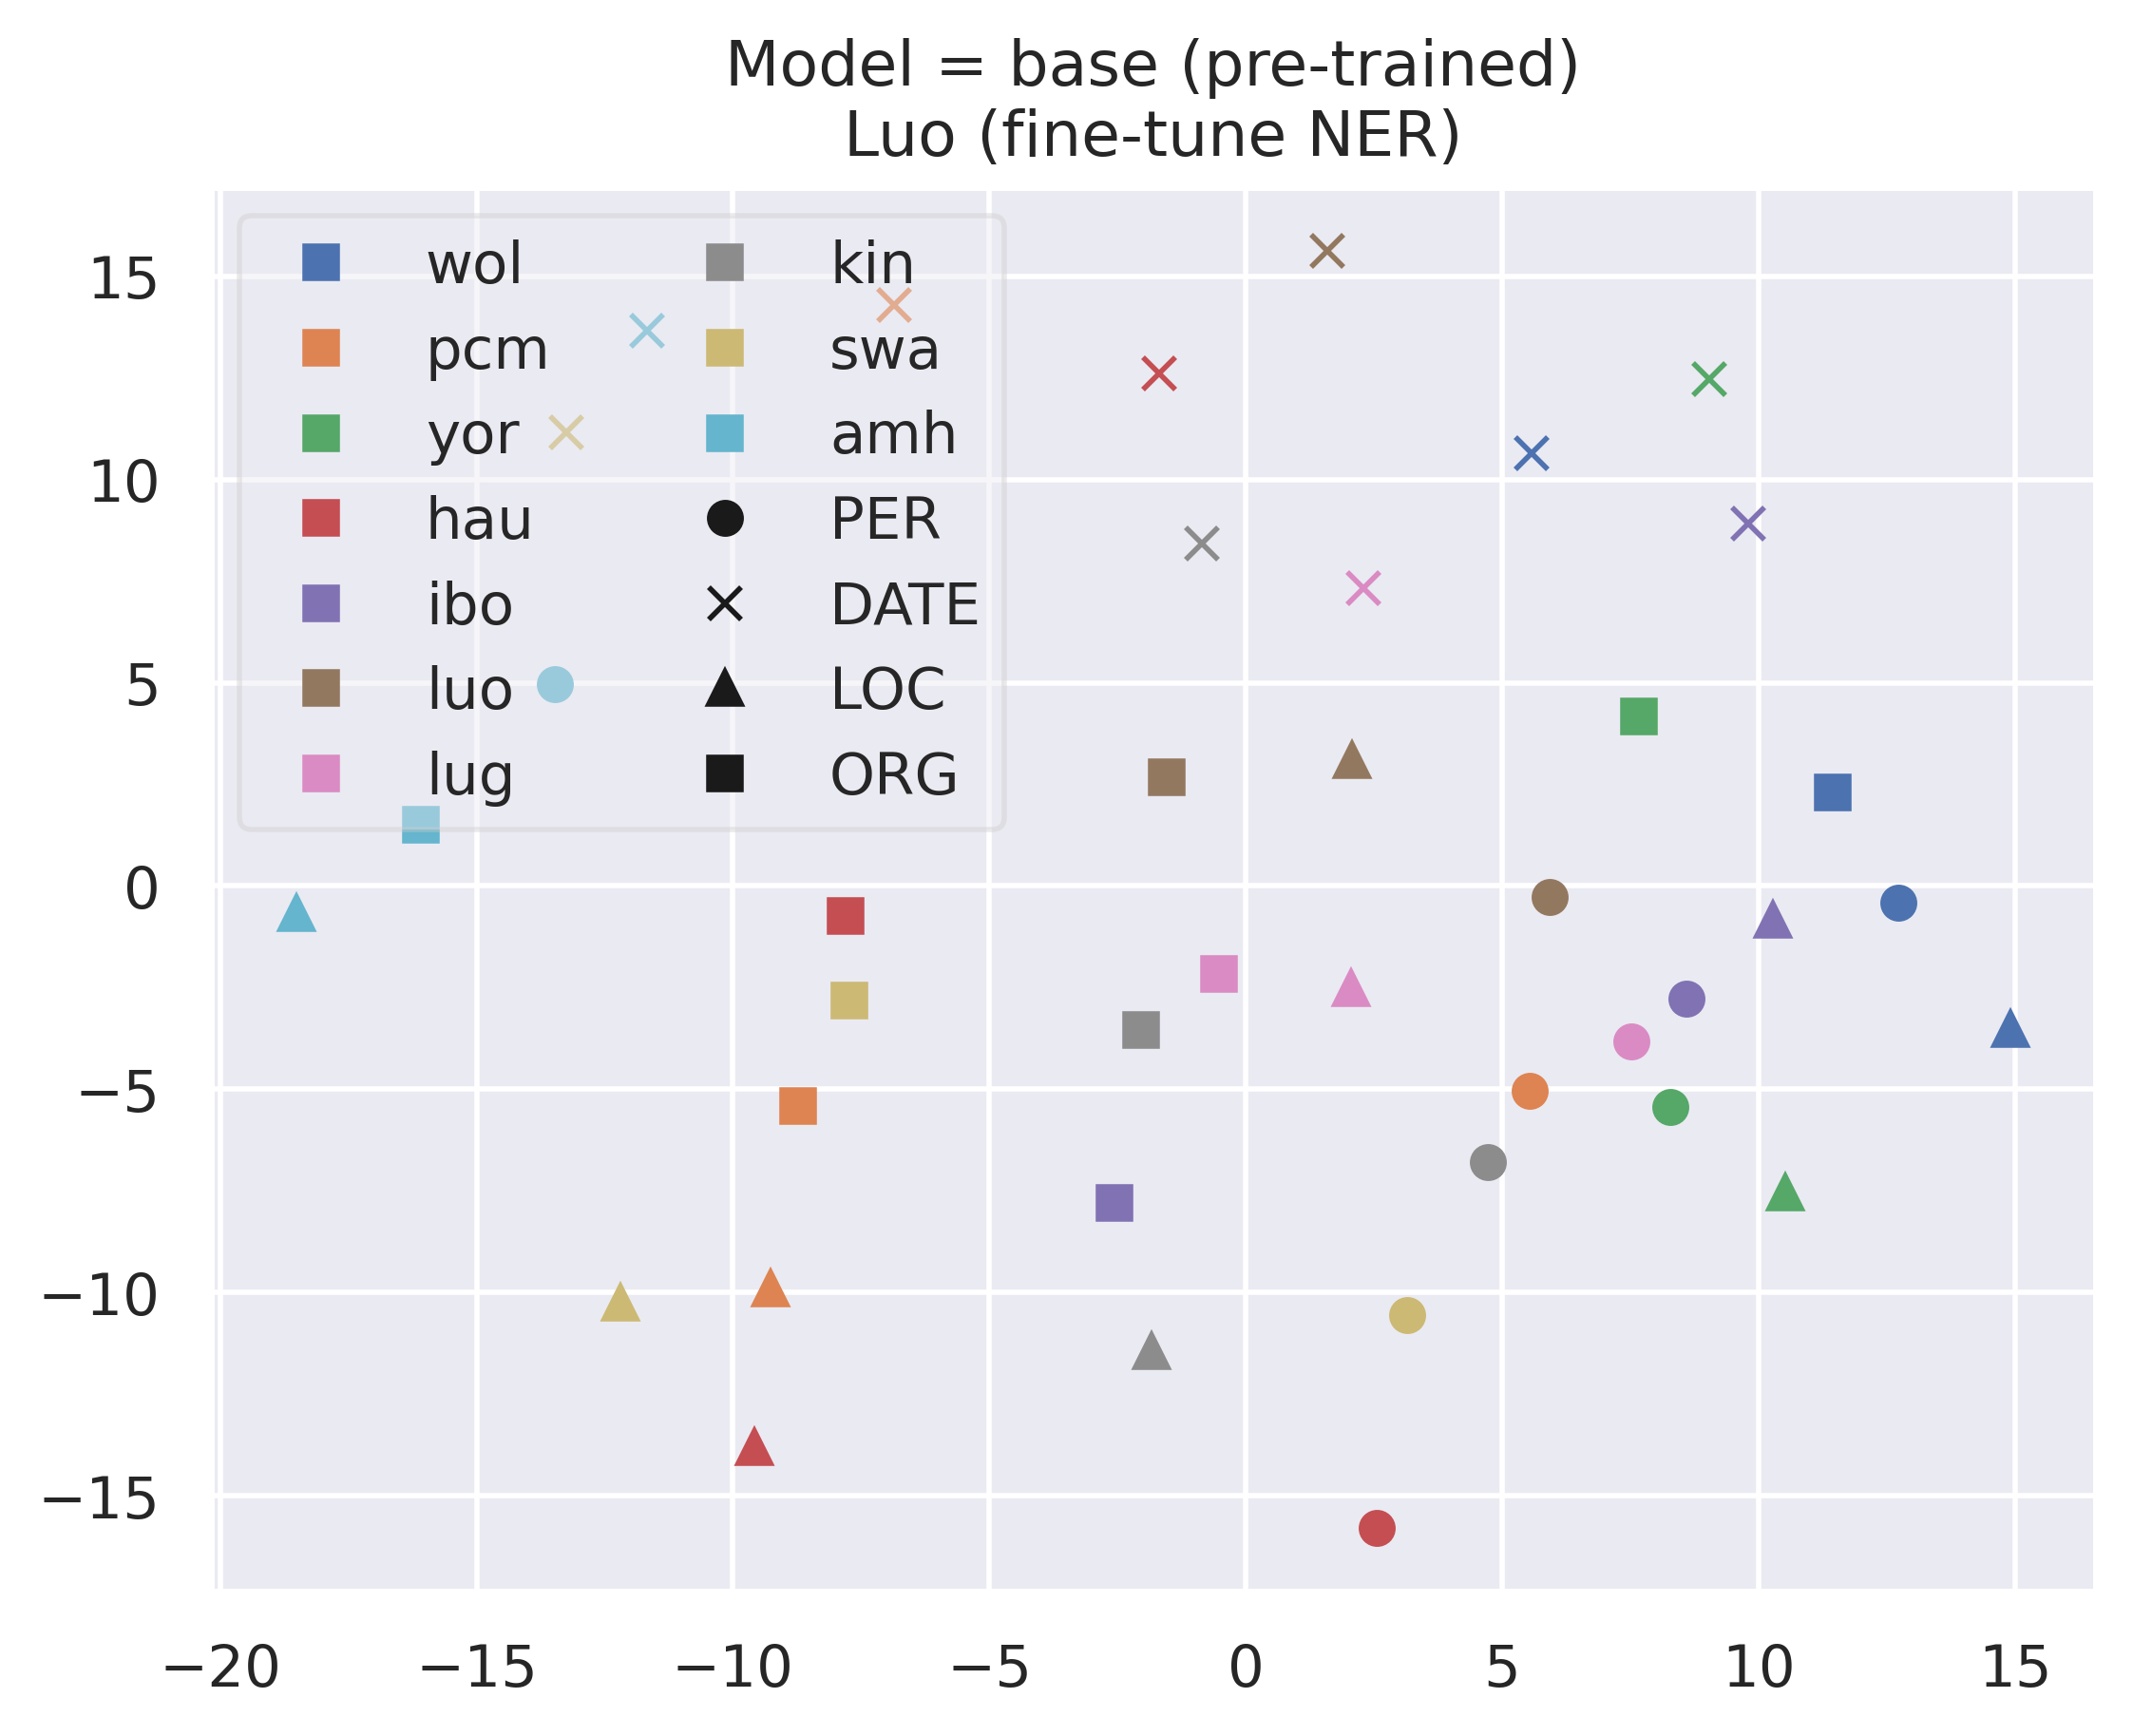 Model = base (pre-trained)
Luo (fine-tune NER)
wol
pcm
yor
hau
ibo
luo
lug
kin
swa
amh
PER
DATE
LOC
ORG
15
10
5
0
−5
−10
−15
−20 −15 −10 −5 0 5 10 15